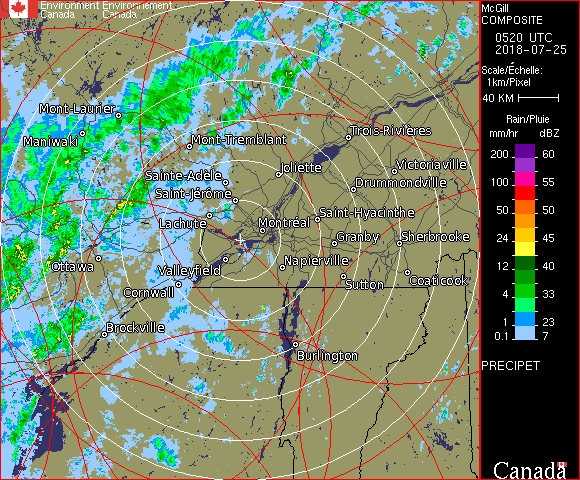 Environment Environnement
Canada Canada
Mont-Laurier
Maniwaki
Mont-Tremblant
Trois-Rivières
Joliette
Victoriaville
Sainte-Adèle
Drummondville
Saint-Jérôme
Lachute
Montréal
Saint-Hyacinthe
Granby
Sherbrooke
Ottawa
Valleyfield
Napierville
Cornwall
Sutton
Coaticook
Brockville
Burlington
McGill
COMPOSITE
0520 UTC
2018-07-25
Scale/Échelle:
1km/Pixel
40 KM
Rain/Pluie
mm/hr dBZ
200 60
100 55
75 53
50 50
24 45
12 40
4 33
1 23
0.1 7
PRECIPET
Canada